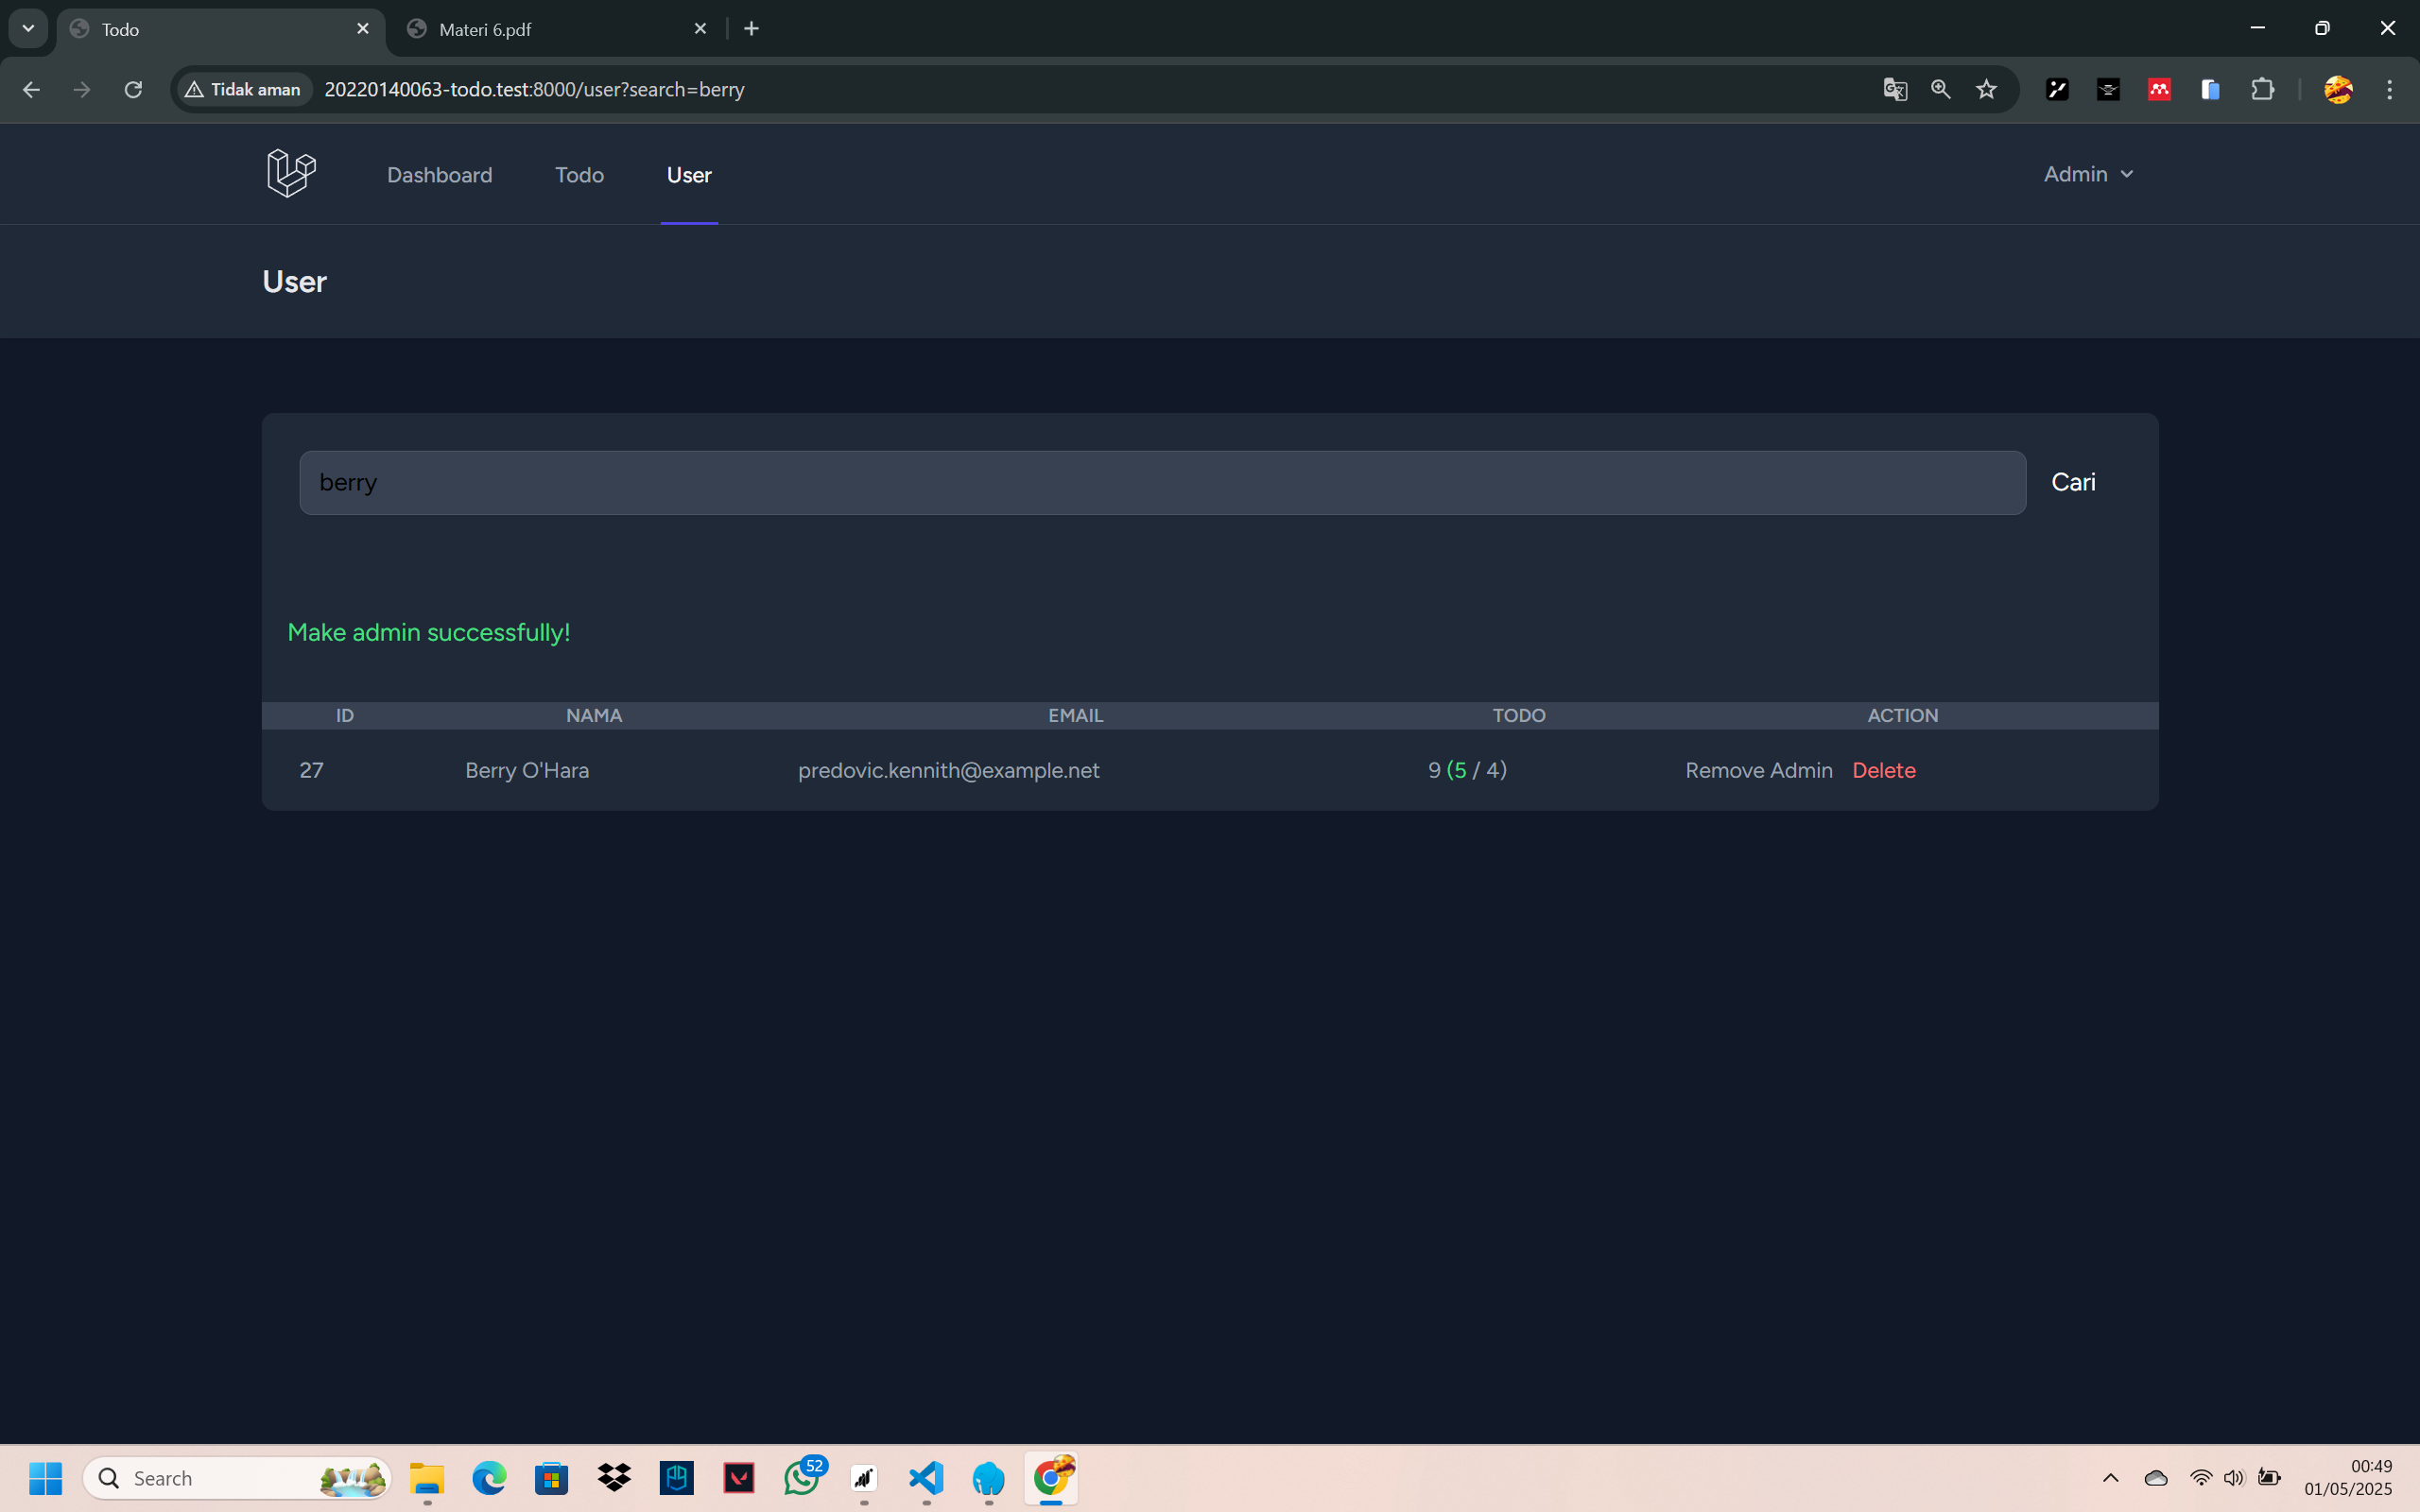 Todo
Materi 6.pdf
Tidak aman
20220140063-todo.test:8000/user?search=berry
Dashboard
Todo
User
Admin
User
berry
Cari
Make admin successfully!
ID NAMA EMAIL TODO ACTION
27 Berry O'Hara predovic.kennith@example.net 9 (5 / 4) Remove Admin Delete
Search
52
00:49
01/05/2025